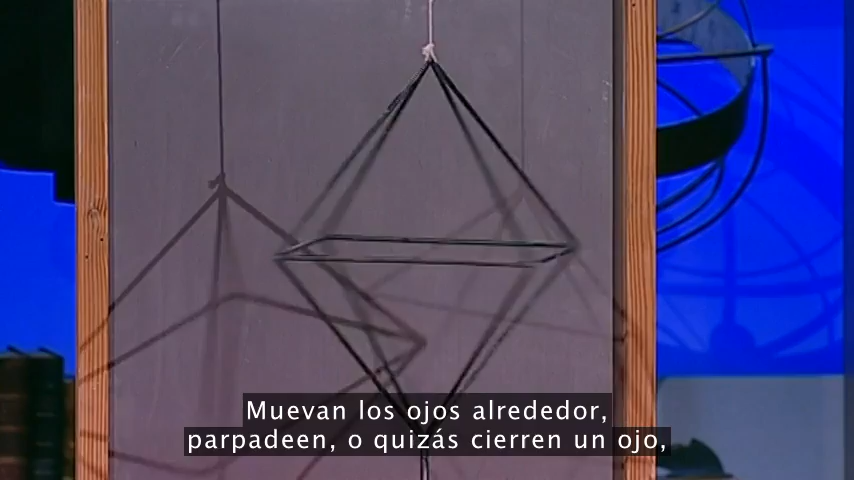 Muevan los ojos alrededor,
parpadeen, o quizás cierren un ojo,